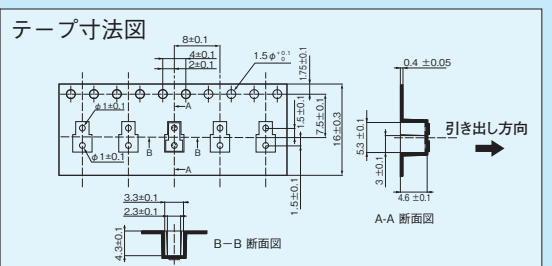 テープ寸法図
8±0.1
4±0.1
2±0.1
1.5φ+0.1 0
1.75±0.1
φ1±0.1
φ1±0.1
A
A
B
B
1.5±0.1
7.5±0.1
16±0.3
1.5±0.1
0.4 ±0.05
5.3 ±0.1
3 ±0.1
4.6 ±0.1
引き出し方向
A-A 断面図
3.3±0.1
2.3±0.1
4.3±0.1
B−B 断面図